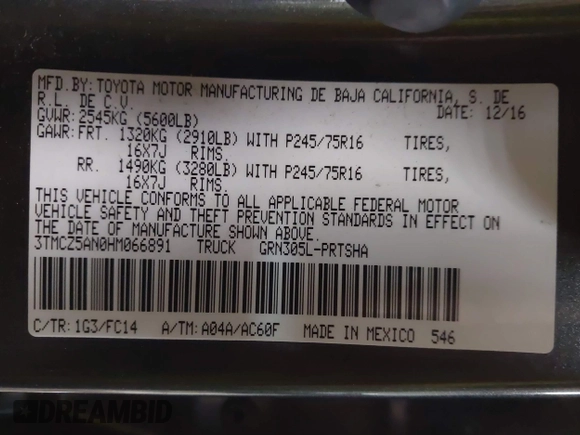 MFD.BY: TOYOTA MOTOR MANUFACTURING DE BAJA CALIFORNIA, S. DE
R.L. DE C.V. DATE: 12/16
GVWR: 2545KG (5600LB)
GAWR: FRT. 1320KG (2910LB) WITH P245/75R16 TIRES,
16X7J RIMS.
RR. 1490KG (3280LB) WITH P245/75R16 TIRES,
16X7J RIMS.
THIS VEHICLE CONFORMS TO ALL APPLICABLE FEDERAL MOTOR
VEHICLE SAFETY AND THEFT PREVENTION STANDARDS IN EFFECT ON
THE DATE OF MANUFACTURE SHOWN ABOVE.
3TMCZ5AN0HM066891 TRUCK GRN305L-PRTSHA
C/TR: 1G3/FC14 A/TM: A04A/AC60F MADE IN MEXICO 546
DREAMBID